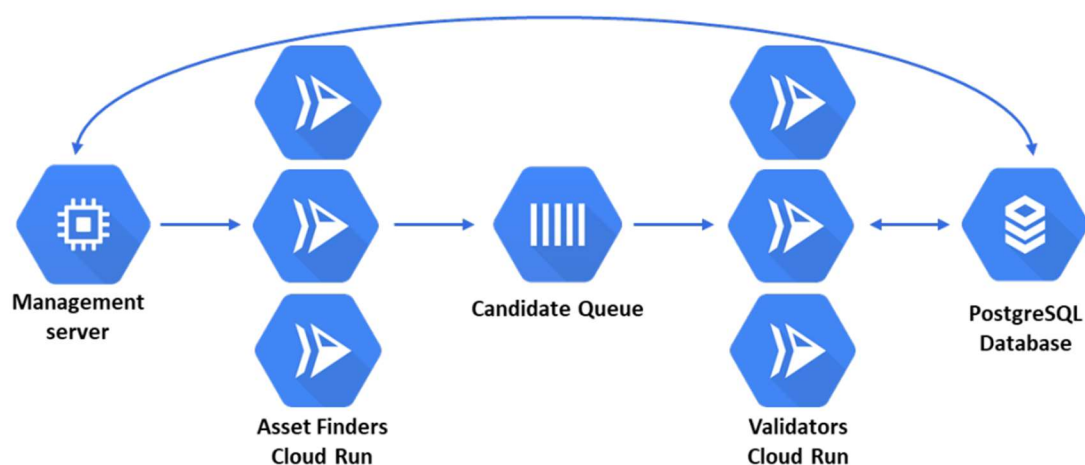 Management
server
Asset Finders
Cloud Run
Candidate Queue
Validators
Cloud Run
PostgreSQL
Database